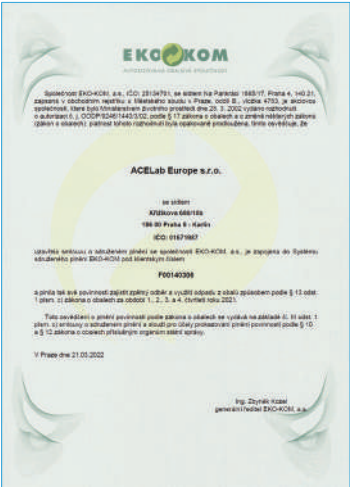 EKO KOM
AUTORIZOVANÁ OBALOVÁ SPOLEČNOST
Společnost EKO-KOM, a.s., IČO: 25134701, se sídlem Na Pankráci 1685/17, Praha 4, 140 21,
zapsaná v obchodním rejstříku u Městského soudu v Praze, oddíl B., vložka 4763, je akciovou
společností, které bylo Ministerstvem životního prostředí dne 28. 3. 2002 vydáno rozhodnutí
o autorizaci č. j. OODP/9246/1440/3/02, podle § 17 zákona o obalech a o změně některých zákonů
(zákon o obalech), platnost tohoto rozhodnutí byla opakovaně prodloužena, tímto osvědčuje, že
ACELab Europe s.r.o.
se sídlem
Křižíkova
186 00 Praha 8 - Karlín
IČO: 01671667
uzavřela smlouvu o sdruženém plnění se společností EKO-KOM, a.s., je zapojena do Systému
sdruženého plnění EKO-KOM pod klientským číslem
F00140306
a plnila tak své povinnosti zajistit zpětný odběr a využití odpadu z obalů způsobem podle § 13 odst.
1 písm. c) zákona o obalech za období 1., 2., 3. a 4. čtvrtletí roku 2021.
Toto osvědčení o plnění povinností podle zákona o obalech se vydává na základě čl. III odst. 1
písm. c) smlouvy o sdruženém plnění a slouží pro účely prokazování plnění povinností podle § 10
a § 12 zákona o obalech příslušným orgánům státní správy.
V Praze dne 21.03.2022
Ing. Zbyněk Kozel
generální ředitel EKO-KOM, a.s.